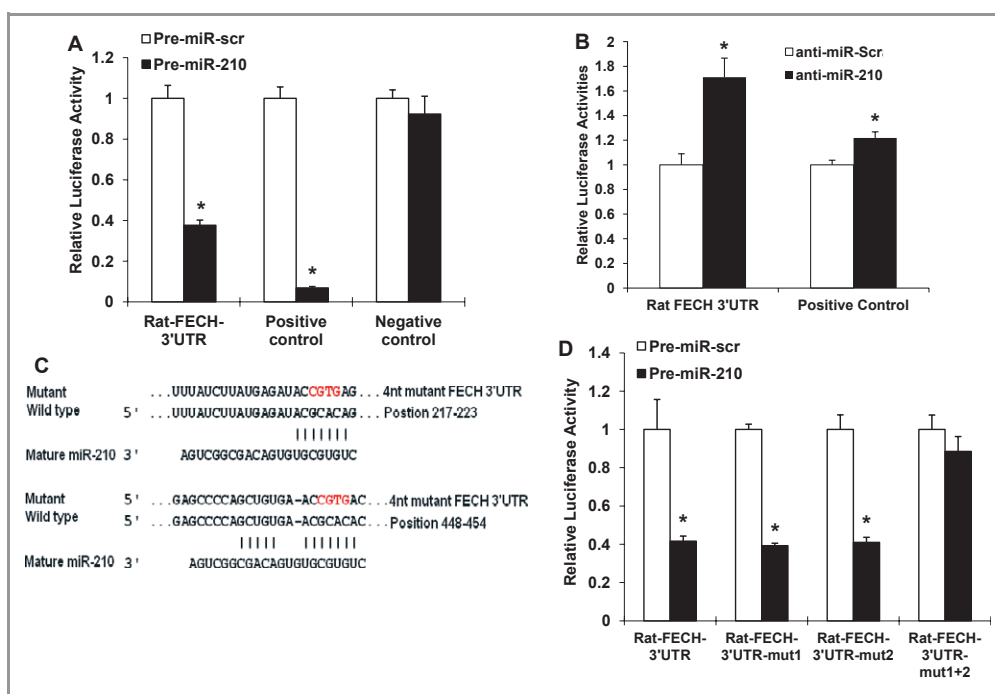 A
Pre-miR-scr
Pre-miR-210
Relative Luciferase Activity
1.2
1
0.8
0.6
0.4
0.2
0
*
*
Rat-FECH-
3'UTR
Positive
control
Negative
control
B
anti-miR-Scr
anti-miR-210
Relative Luciferase Activities
2
1.8
1.6
1.4
1.2
1
0.8
0.6
0.4
0.2
0
*
*
Rat FECH 3'UTR
Positive Control
C
Mutant ...UUUAUCUUAUGAGAUACCGUGAG...4nt mutant FECH 3'UTR
Wild type 5' ...UUUAUCUUAUGAGAUACGCACAG...Postion 217-223
Mature miR-210 3' AGUCGGCGACAGUGUGCGUGUC
Mutant 5' ...GAGCCCCAGCUGUGA-ACCGUGAC...4nt mutant FECH 3'UTR
Wild type 5' ...GAGCCCCAGCUGUGA-ACGCACAC...Position 448-454
Mature miR-210 3' AGUCGGCGACAGUGUGCGUGUC
D
Pre-miR-scr
Pre-miR-210
Relative Luciferase Activity
1.4
1.2
1
0.8
0.6
0.4
0.2
0
*
*
*
Rat-FECH-
3'UTR
Rat-FECH-
3'UTR-mut1
Rat-FECH-
3'UTR-mut2
Rat-FECH-
3'UTR-
mut1+2